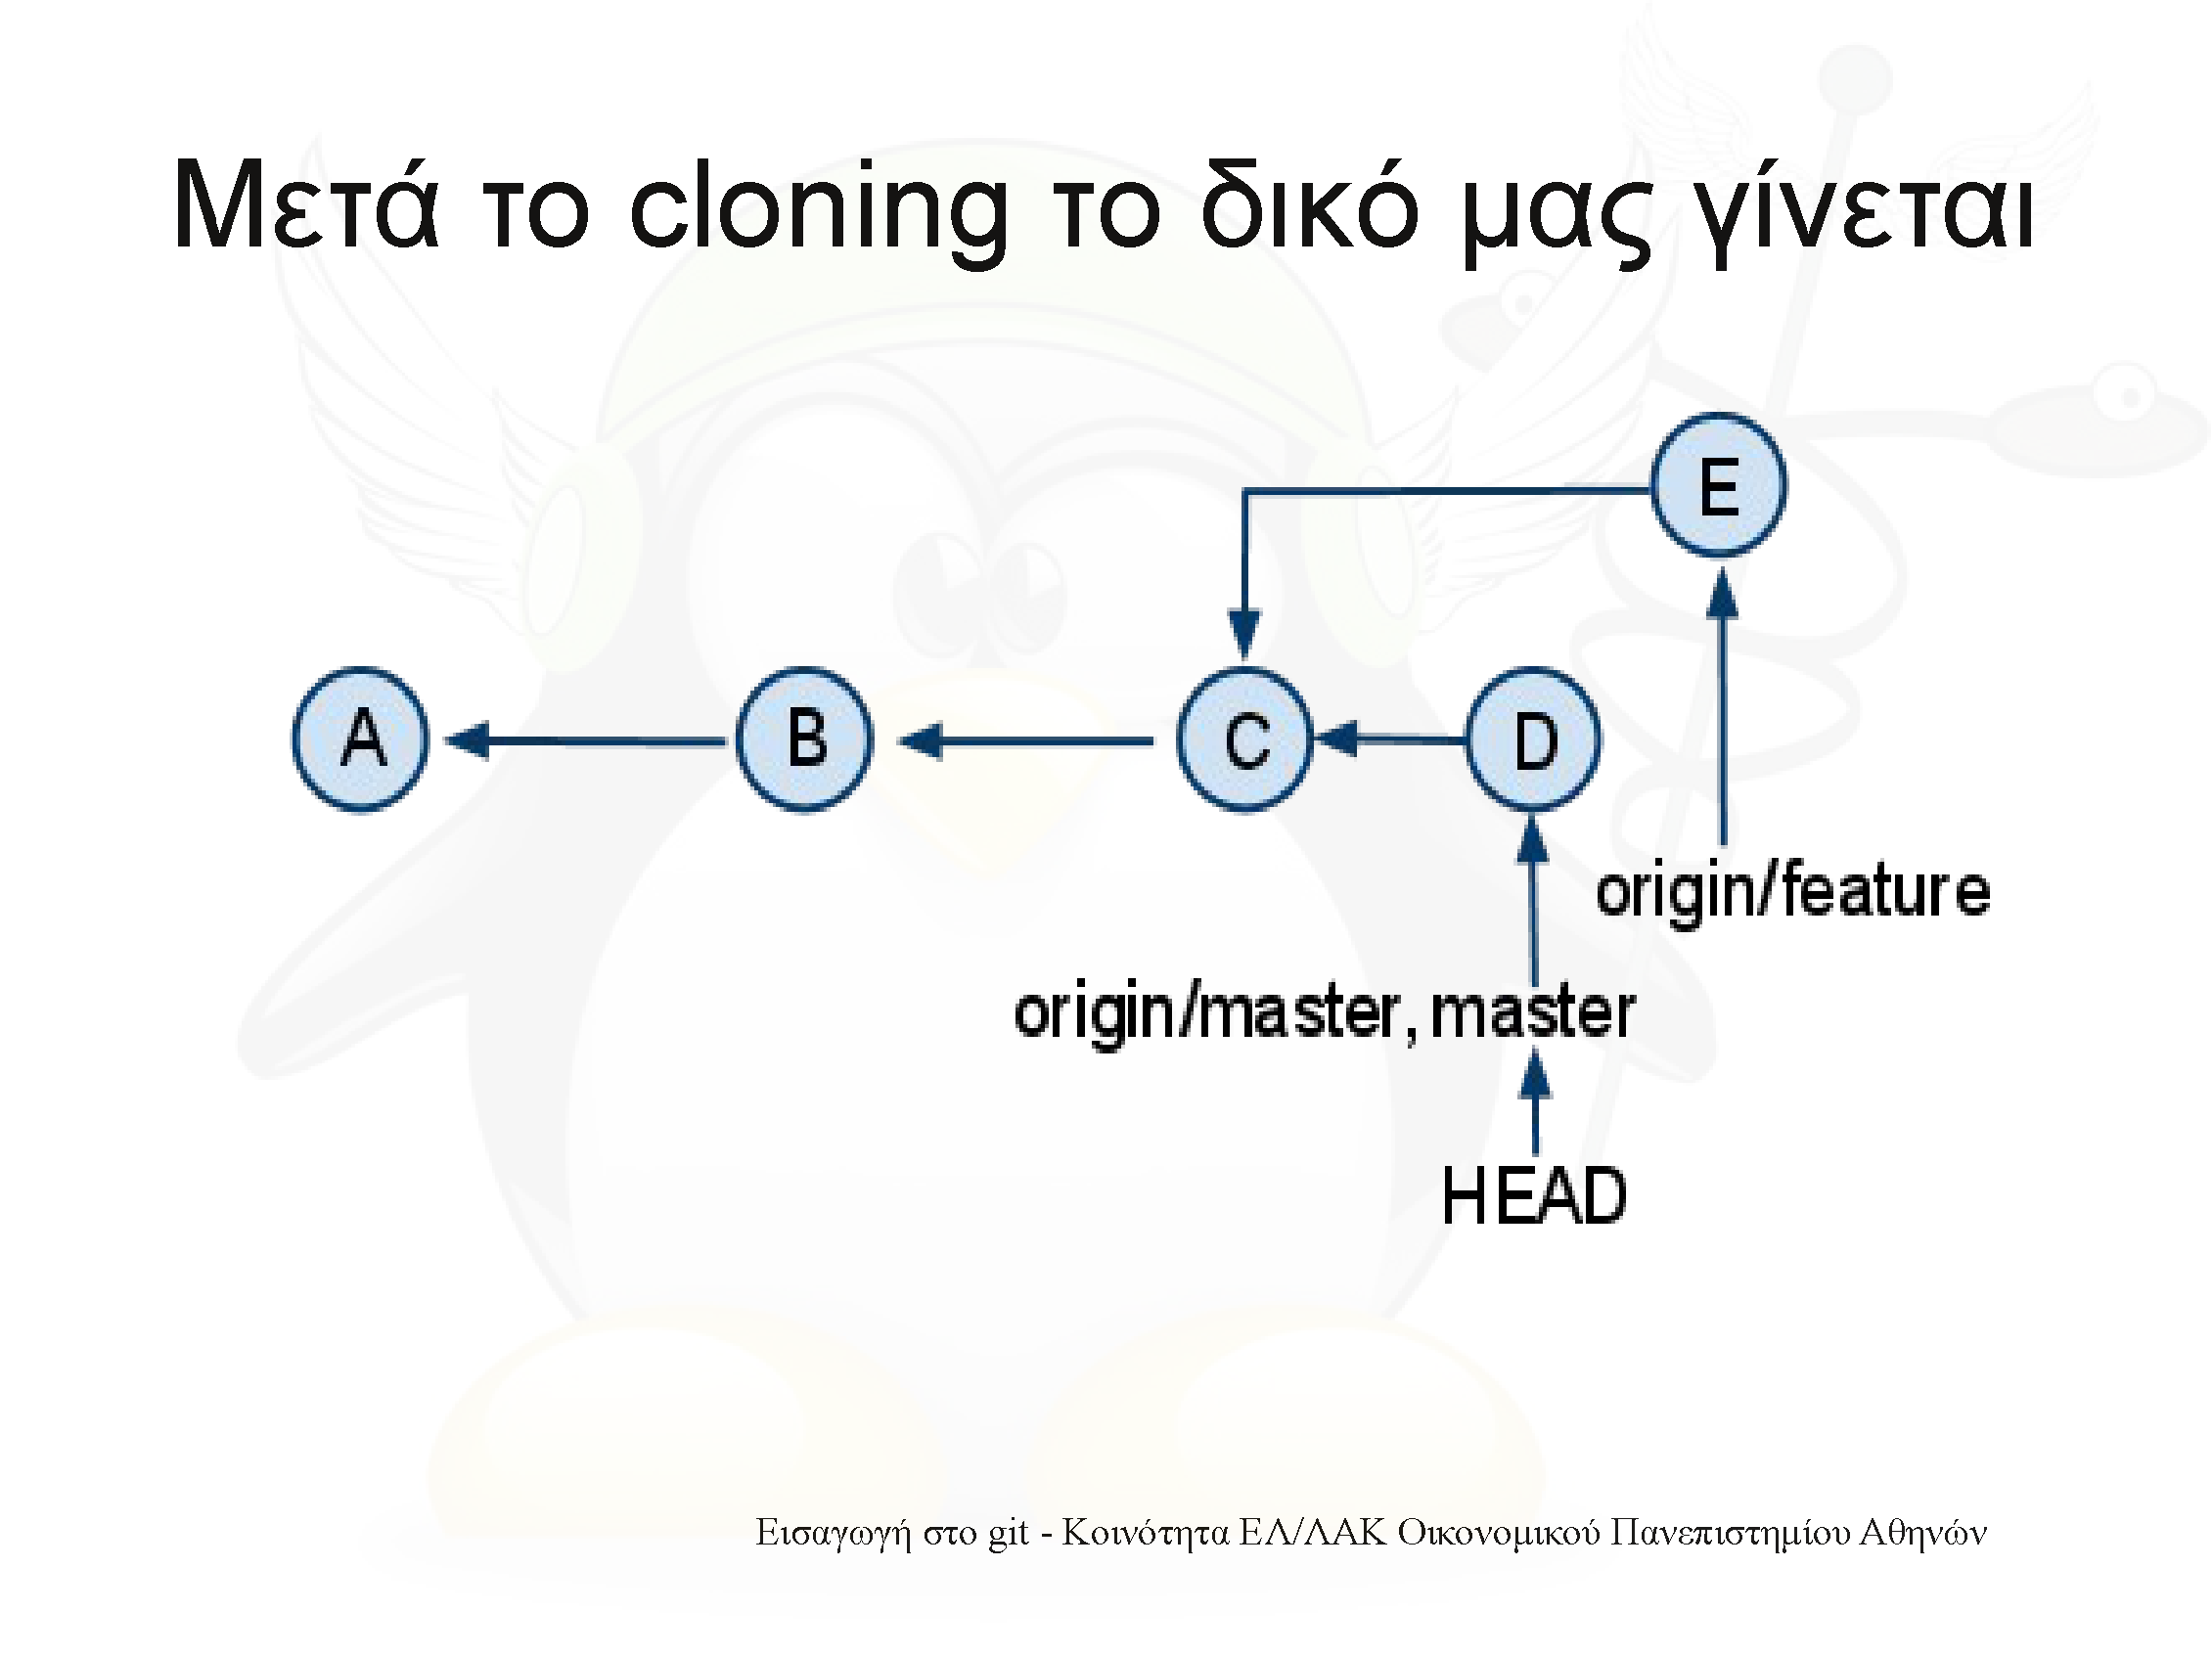 Μετά το cloning το δικό μας γίνεται
E
A
B
C
D
origin/feature
origin/master, master
HEAD
Εισαγωγή στο git - Κοινότητα ΕΛ/ΛΑΚ Οικονομικού Πανεπιστημίου Αθηνών